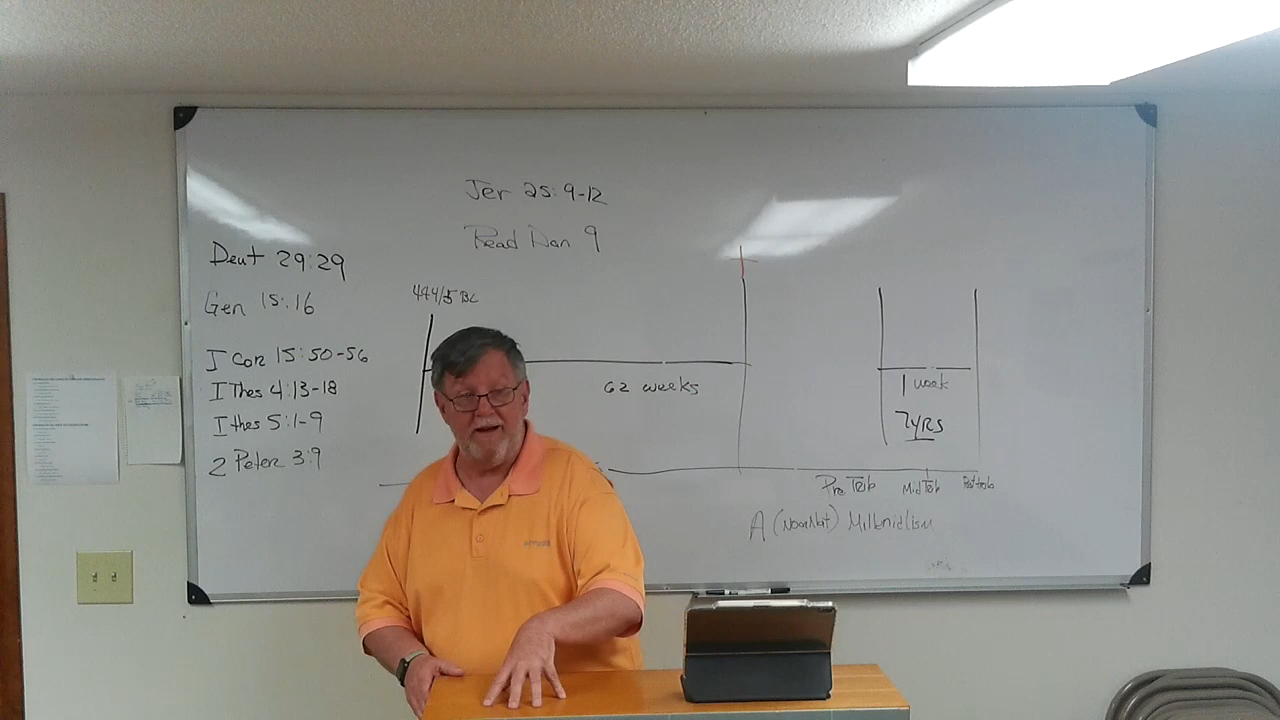 Jer 25:9-12
Read Dan 9
Deut 29:29
Gen 15:16
I Cor 15:50-56
I Thes 4:13-18
I thes 5:1-9
2 Peter 3:9
444/5 BC
62 weeks
1 week
7yrs
Pre Trib
Mid Trib
Post trib
A (Not) Millenialism